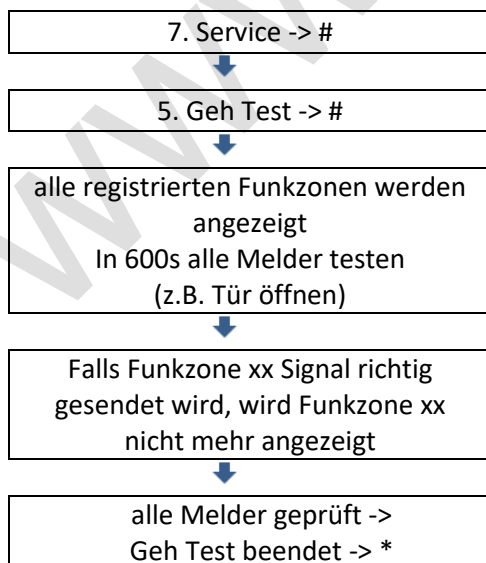 7. Service -> #
5. Geh Test -> #
alle registrierten Funkzonen werden
angezeigt
In 600s alle Melder testen
(z.B. Tür öffnen)
Falls Funkzone xx Signal richtig
gesendet wird, wird Funkzone xx
nicht mehr angezeigt
alle Melder geprüft ->
Geh Test beendet -> *